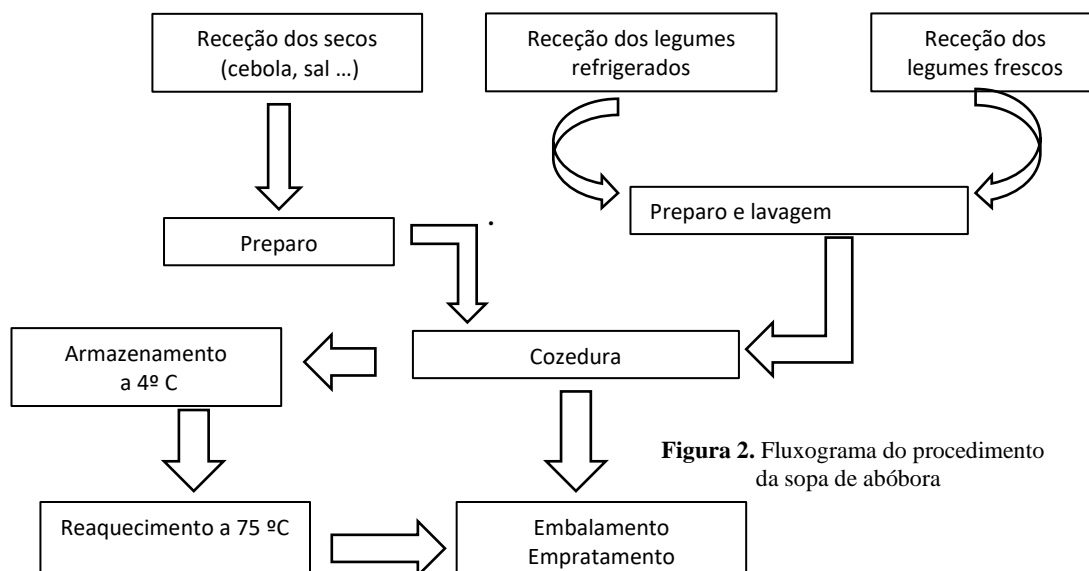 Receção dos secos
(cebola, sal ...)
Receção dos legumes
refrigerados
Receção dos
legumes frescos
Preparo e lavagem
Preparo
.
Armazenamento
a 4º C
Cozedura
Figura 2. Fluxograma do procedimento
da sopa de abóbora
Reaquecimento a 75 ºC
Embalamento
Empratamento